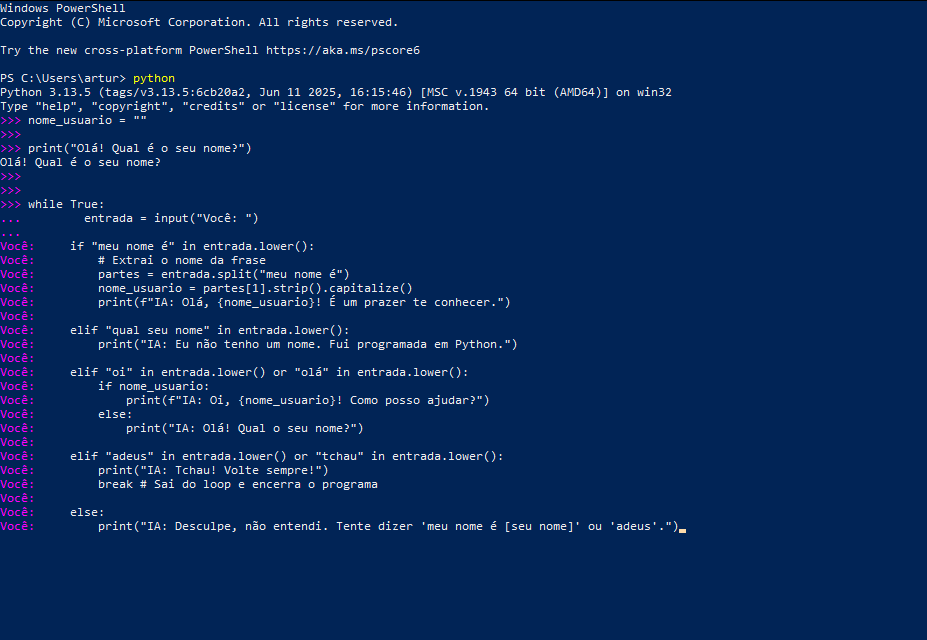 Windows PowerShell
Copyright (C) Microsoft Corporation. All rights reserved.
Try the new cross-platform PowerShell https://aka.ms/pscore6
PS C:\Users\artur> python
Python 3.13.5 (tags/v3.13.5:6cb20a2, Jun 11 2025, 16:15:46) [MSC v.1943 64 bit (AMD64)] on win32
Type "help", "copyright", "credits" or "license" for more information.
>>> nome_usuario = ""
>>>
>>> print("Olá! Qual é o seu nome?")
Olá! Qual é o seu nome?
>>>
>>>
>>> while True:
...         entrada = input("Você: ")
...
Você:     if "meu nome é" in entrada.lower():
Você:         # Extrai o nome da frase
Você:         partes = entrada.split("meu nome é")
Você:         nome_usuario = partes[1].strip().capitalize()
Você:         print(f"IA: Olá, {nome_usuario}! É um prazer te conhecer.")
Você:
Você:     elif "qual seu nome" in entrada.lower():
Você:         print("IA: Eu não tenho um nome. Fui programada em Python.")
Você:
Você:     elif "oi" in entrada.lower() or "olá" in entrada.lower():
Você:         if nome_usuario:
Você:             print(f"IA: Oi, {nome_usuario}! Como posso ajudar?")
Você:         else:
Você:             print("IA: Olá! Qual o seu nome?")
Você:
Você:     elif "adeus" in entrada.lower() or "tchau" in entrada.lower():
Você:         print("IA: Tchau! Volte sempre!")
Você:         break # Sai do loop e encerra o programa
Você:
Você:     else:
Você:         print("IA: Desculpe, não entendi. Tente dizer 'meu nome é [seu nome]' ou 'adeus'.")